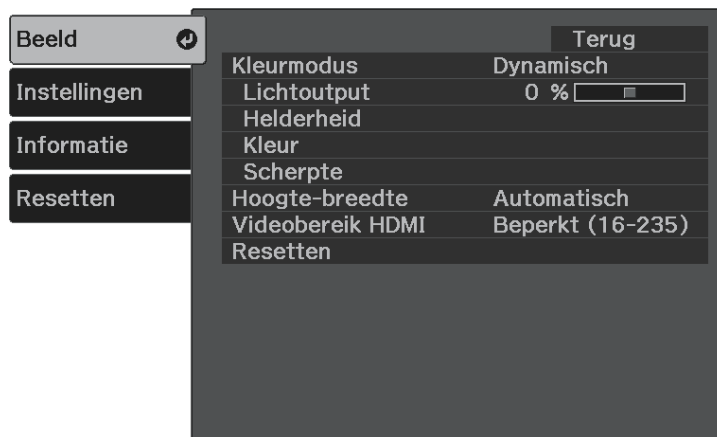 Beeld
Instellingen
Informatie
Resetten
Terug
Kleurmodus Dynamisch
Lichtoutput 0 %
Helderheid
Kleur
Scherpte
Hoogte-breedte Automatisch
Videobereik HDMI Beperkt (16-235)
Resetten